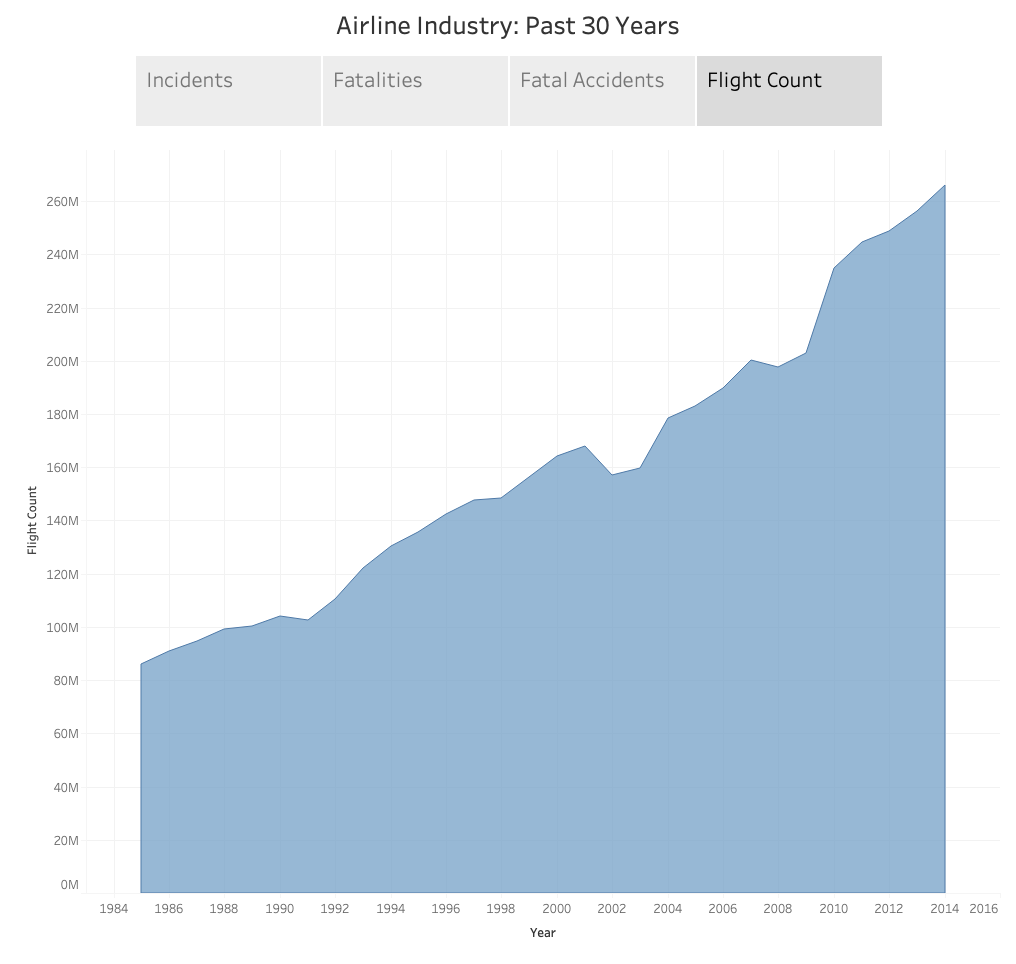 Airline Industry: Past 30 Years
Incidents
Fatalities
Fatal Accidents
Flight Count
260M
240M
220M
200M
180M
160M
140M
120M
100M
80M
60M
40M
20M
0M
Flight Count
1984 1986 1988 1990 1992 1994 1996 1998 2000 2002 2004 2006 2008 2010 2012 2014 2016
Year